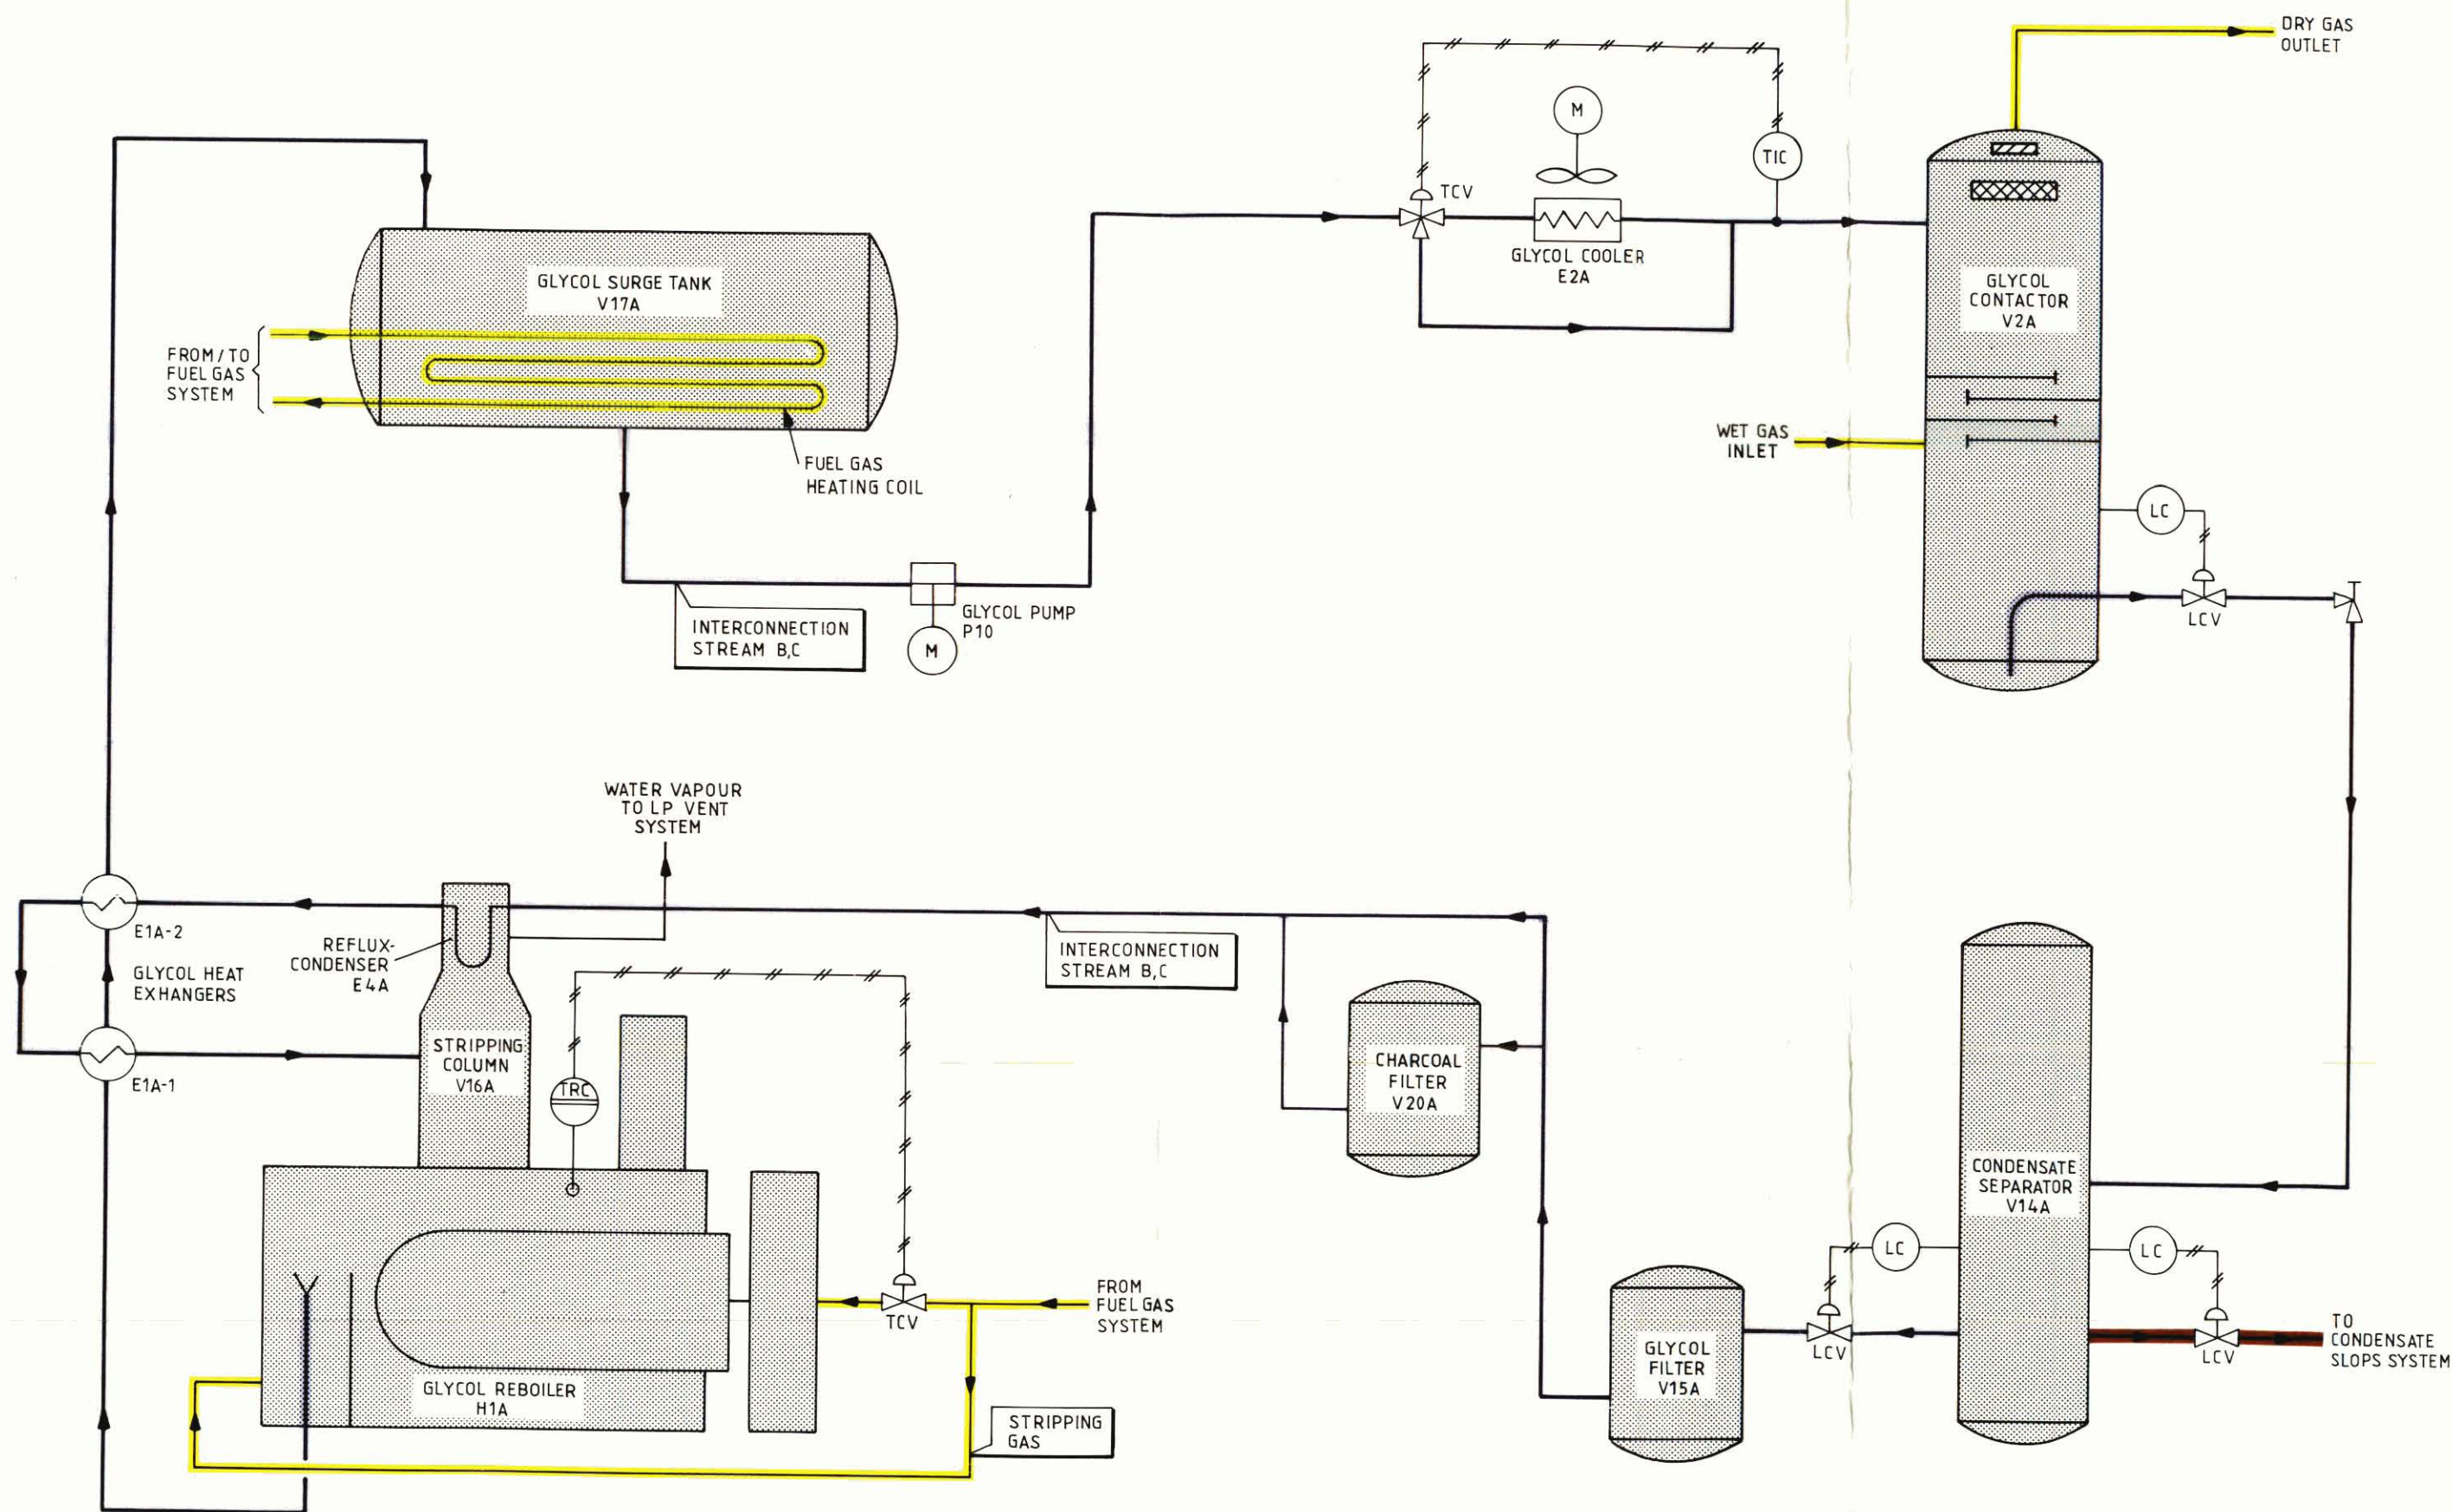 DRY GAS
OUTLET
M
TIC
TCV
GLYCOL COOLER
E2A
GLYCOL SURGE TANK
V17A
GLYCOL
CONTACTOR
V2A
FROM/TO
FUEL GAS
SYSTEM
FUEL GAS
HEATING COIL
WET GAS
INLET
LC
LCV
INTERCONNECTION
STREAM B,C
GLYCOL PUMP
P10
M
WATER VAPOUR
TO LP VENT
SYSTEM
E1A-2
REFLUX-
CONDENSER
E4A
GLYCOL HEAT
EXHANGERS
INTERCONNECTION
STREAM B,C
STRIPPING
COLUMN
V16A
E1A-1
TRC
CHARCOAL
FILTER
V20A
CONDENSATE
SEPARATOR
V14A
LC
LC
FROM
FUEL GAS
SYSTEM
TCV
GLYCOL
FILTER
V15A
LCV
LCV
TO
CONDENSATE
SLOPS SYSTEM
GLYCOL REBOILER
H1A
STRIPPING
GAS